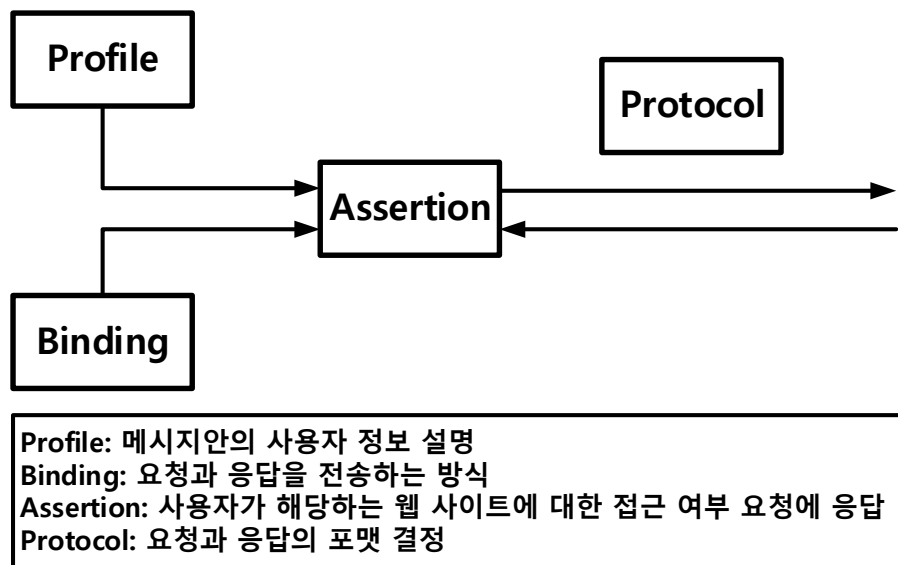 Profile
Protocol
Assertion
Binding
Profile: 메시지안의 사용자 정보 설명
Binding: 요청과 응답을 전송하는 방식
Assertion: 사용자가 해당하는 웹 사이트에 대한 접근 여부 요청에 응답
Protocol: 요청과 응답의 포맷 결정